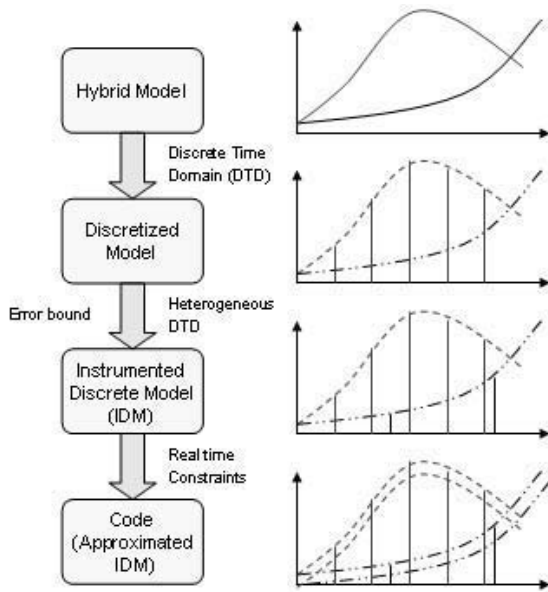 Hybrid Model
Discrete Time
Domain (DTD)
Discretized
Model
Error bound
Heterogeneous
DTD
Instrumented
Discrete Model
(IDM)
Real time
Constraints
Code
(Approximated
IDM)